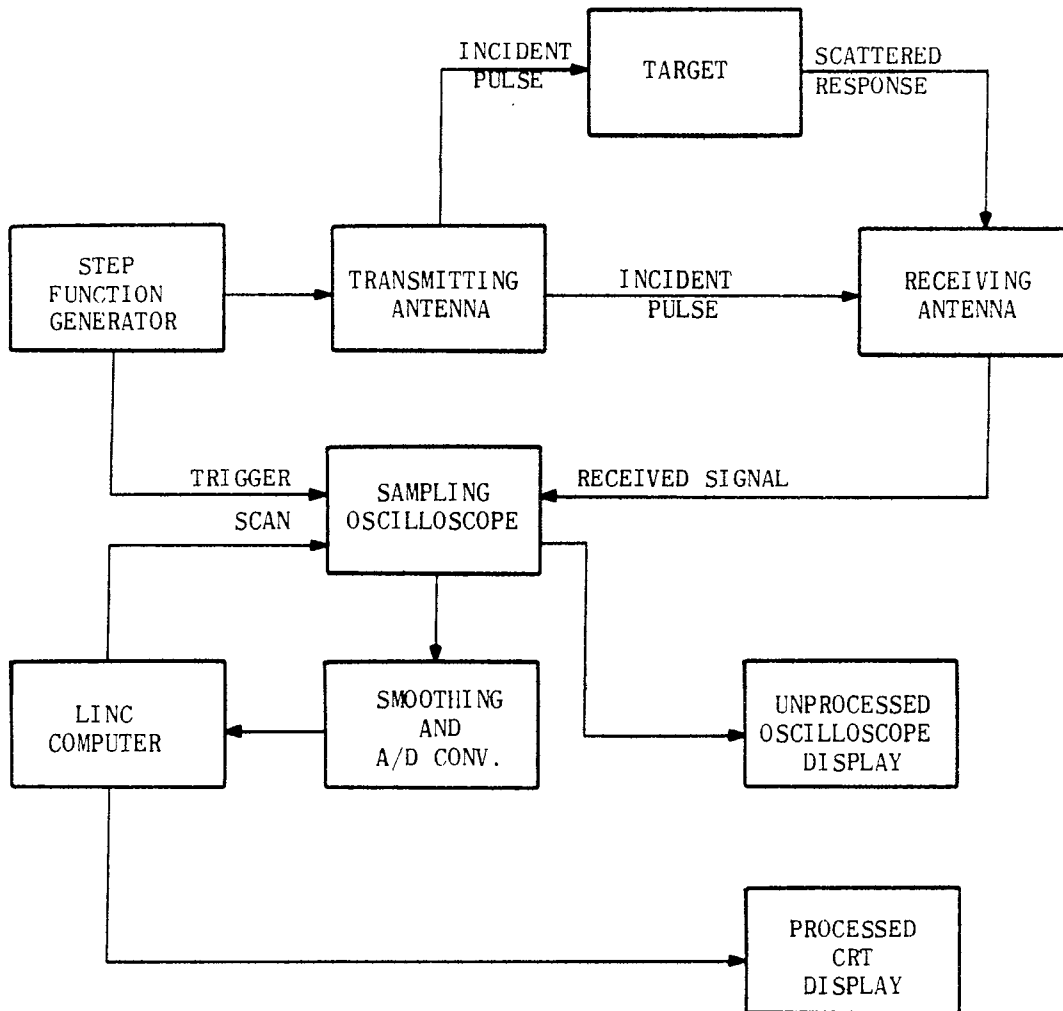 INCIDENT
PULSE
TARGET
SCATTERED
RESPONSE
STEP
FUNCTION
GENERATOR
TRANSMITTING
ANTENNA
INCIDENT
PULSE
RECEIVING
ANTENNA
TRIGGER
SCAN
SAMPLING
OSCILLOSCOPE
RECEIVED SIGNAL
LINC
COMPUTER
SMOOTHING
AND
A/D CONV.
UNPROCESSED
OSCILLOSCOPE
DISPLAY
PROCESSED
CRT
DISPLAY